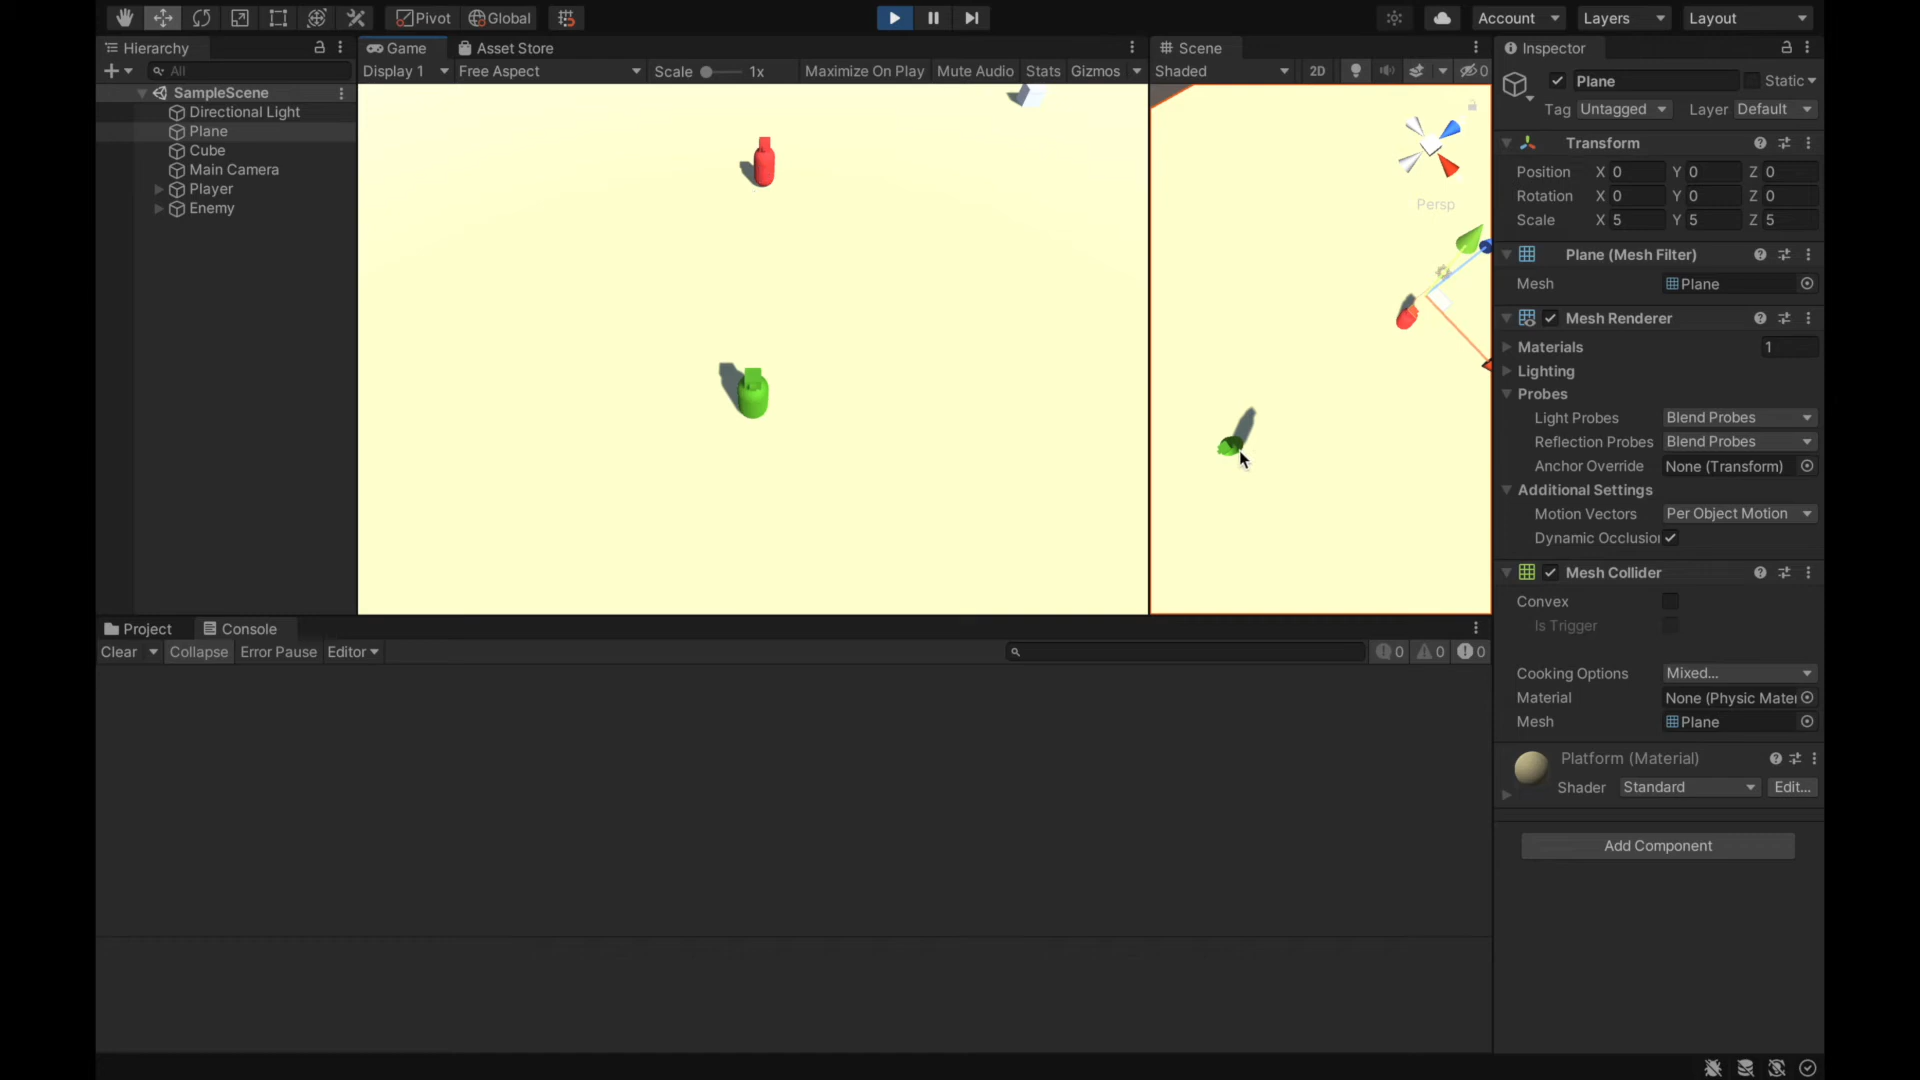 Pivot Global Account Layers Layout
Hierarchy
All
SampleScene
Directional Light
Plane
Cube
Main Camera
Player
Enemy
Game Asset Store
Display 1 Free Aspect Scale 1x Maximize On Play Mute Audio Stats Gizmos
Scene
Shaded 2D 0
Persp
Inspector
Plane Static
Tag Untagged Layer Default
Transform
Position X 0 Y 0 Z 0
Rotation X 0 Y 0 Z 0
Scale X 5 Y 5 Z 5
Plane (Mesh Filter)
Mesh Plane
Mesh Renderer
Materials 1
Lighting
Probes
Light Probes Blend Probes
Reflection Probes Blend Probes
Anchor Override None (Transform)
Additional Settings
Motion Vectors Per Object Motion
Dynamic Occlusio
Mesh Collider
Convex
Is Trigger
Cooking Options Mixed...
Material None (Physic Mater
Mesh Plane
Platform (Material)
Shader Standard Edit...
Add Component
Project Console
Clear Collapse Error Pause Editor 0 0 0